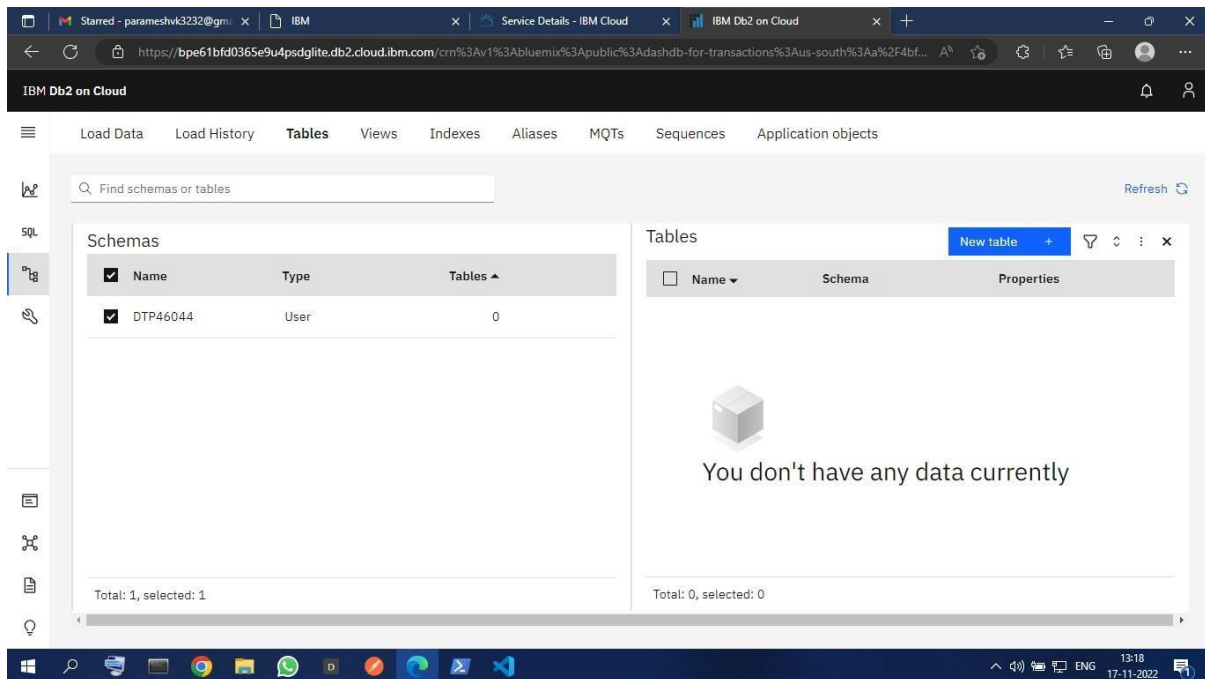 Starred - parameshvk3232@gma
IBM
Service Details - IBM Cloud
IBM Db2 on Cloud
https://bpe61bfd0365e9u4psdglite.db2.cloud.ibm.com/crn%3Av1%3Abluemix%3Apublic%3Adashdb-for-transactions%3Aus-south%3Aa%2F4bf...
IBM Db2 on Cloud
Load Data Load History Tables Views Indexes Aliases MQTs Sequences Application objects
Find schemas or tables
Refresh
SQL
Schemas
Name Type Tables
DTP46044 User 0
Total: 1, selected: 1
Tables
New table +
Name Schema Properties
You don't have any data currently
Total: 0, selected: 0
D
ENG
13:18
17-11-2022
1